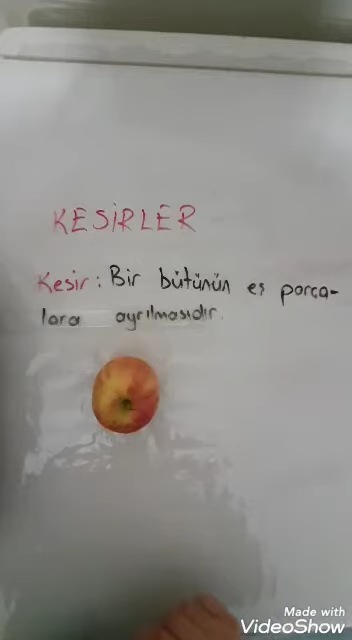 KESİRLER
Kesir: Bir bütünün eş parça-
lara ayrılmasıdır.
Made with
VideoShow